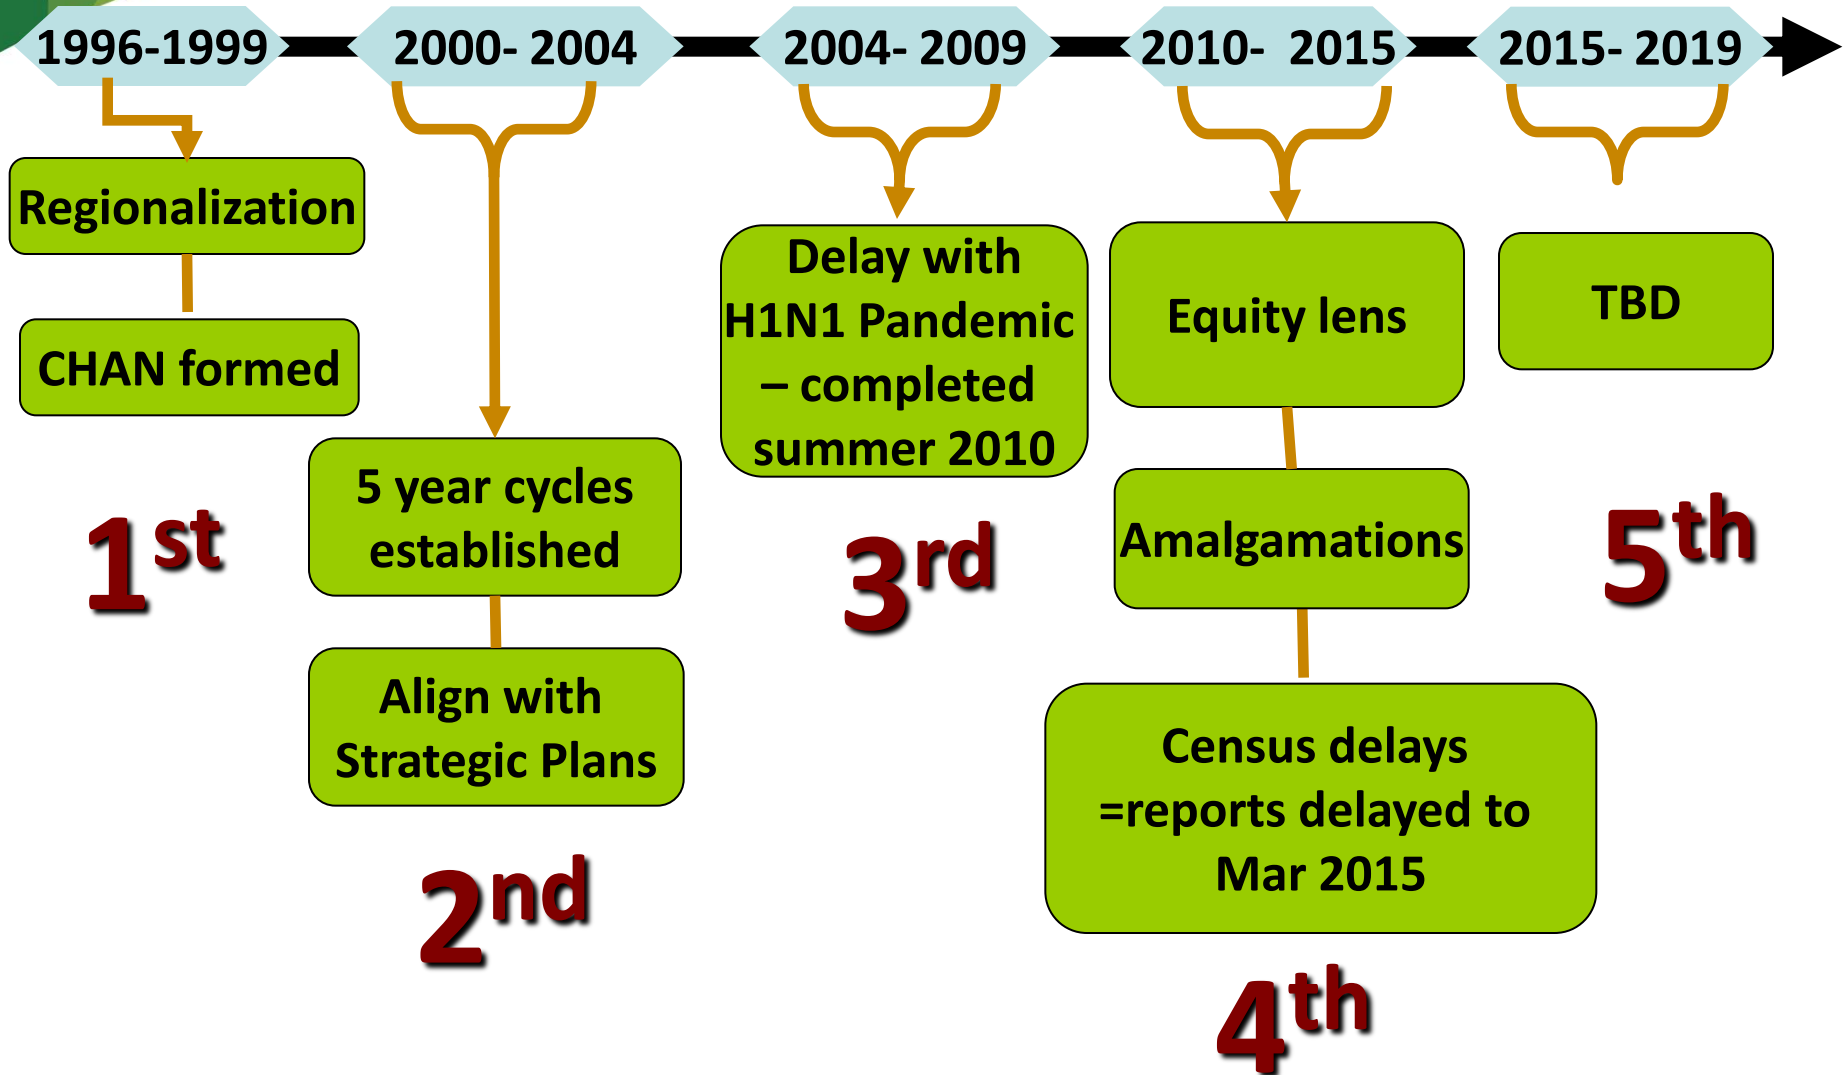 1996-1999
2000- 2004
2004- 2009
2010-  2015
2015- 2019
Regionalization
CHAN formed
1st
5 year cycles
established
Align with
Strategic Plans
2nd
Delay with
H1N1 Pandemic
– completed
summer 2010
3rd
Equity lens
Amalgamations
Census delays
=reports delayed to
Mar 2015
4th
TBD
5th